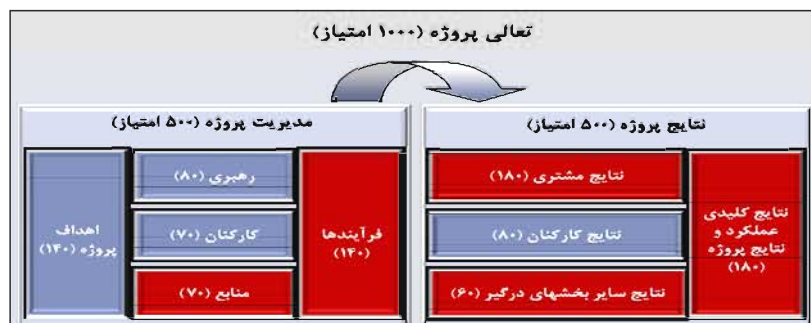 تعالی پروژه (۱۰۰۰ امتیاز)
مدیریت پروژه (۵۰۰ امتیاز)
اهداف
پروژه (۱۴۰)
رهبری (۸۰)
کارکنان (۷۰)
منابع (۷۰)
فرآیندها
(۱۴۰)
نتایج پروژه (۵۰۰ امتیاز)
نتایج مشتری (۱۸۰)
نتایج کارکنان (۸۰)
نتایج سایر بخشهای درگیر (۶۰)
نتایج کلیدی
عملکرد و
نتایج پروژه
(۱۸۰)